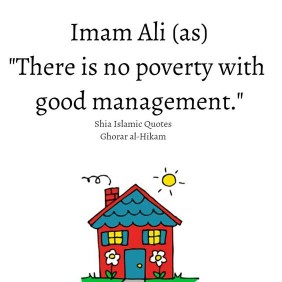 Imam Ali (as)
"There is no poverty with
good management."
Shia Islamic Quotes
Ghorar al-Hikam